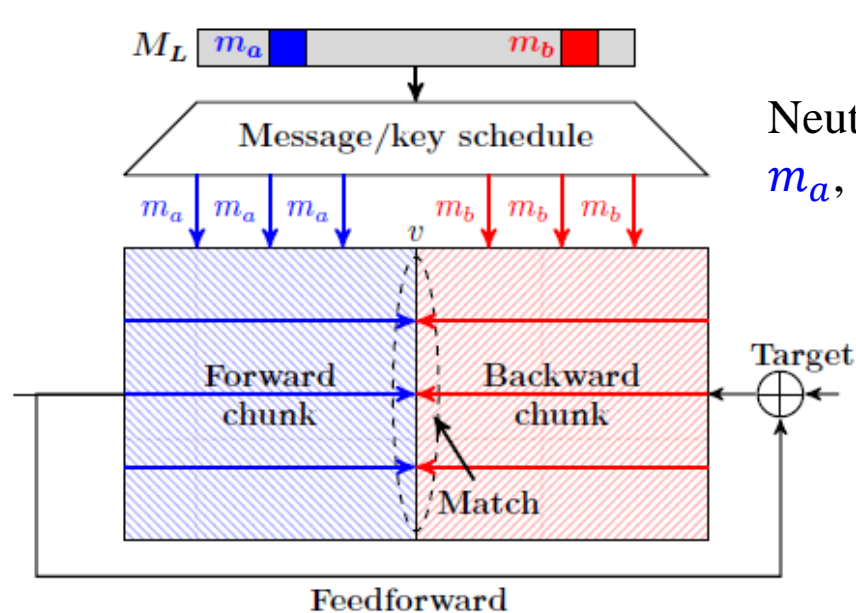 M_L m_a m_b
Message/key schedule
Neut
m_a,
m_a m_a m_a m_b m_b m_b
v
Target
Forward chunk
Backward chunk
Match
Feedforward